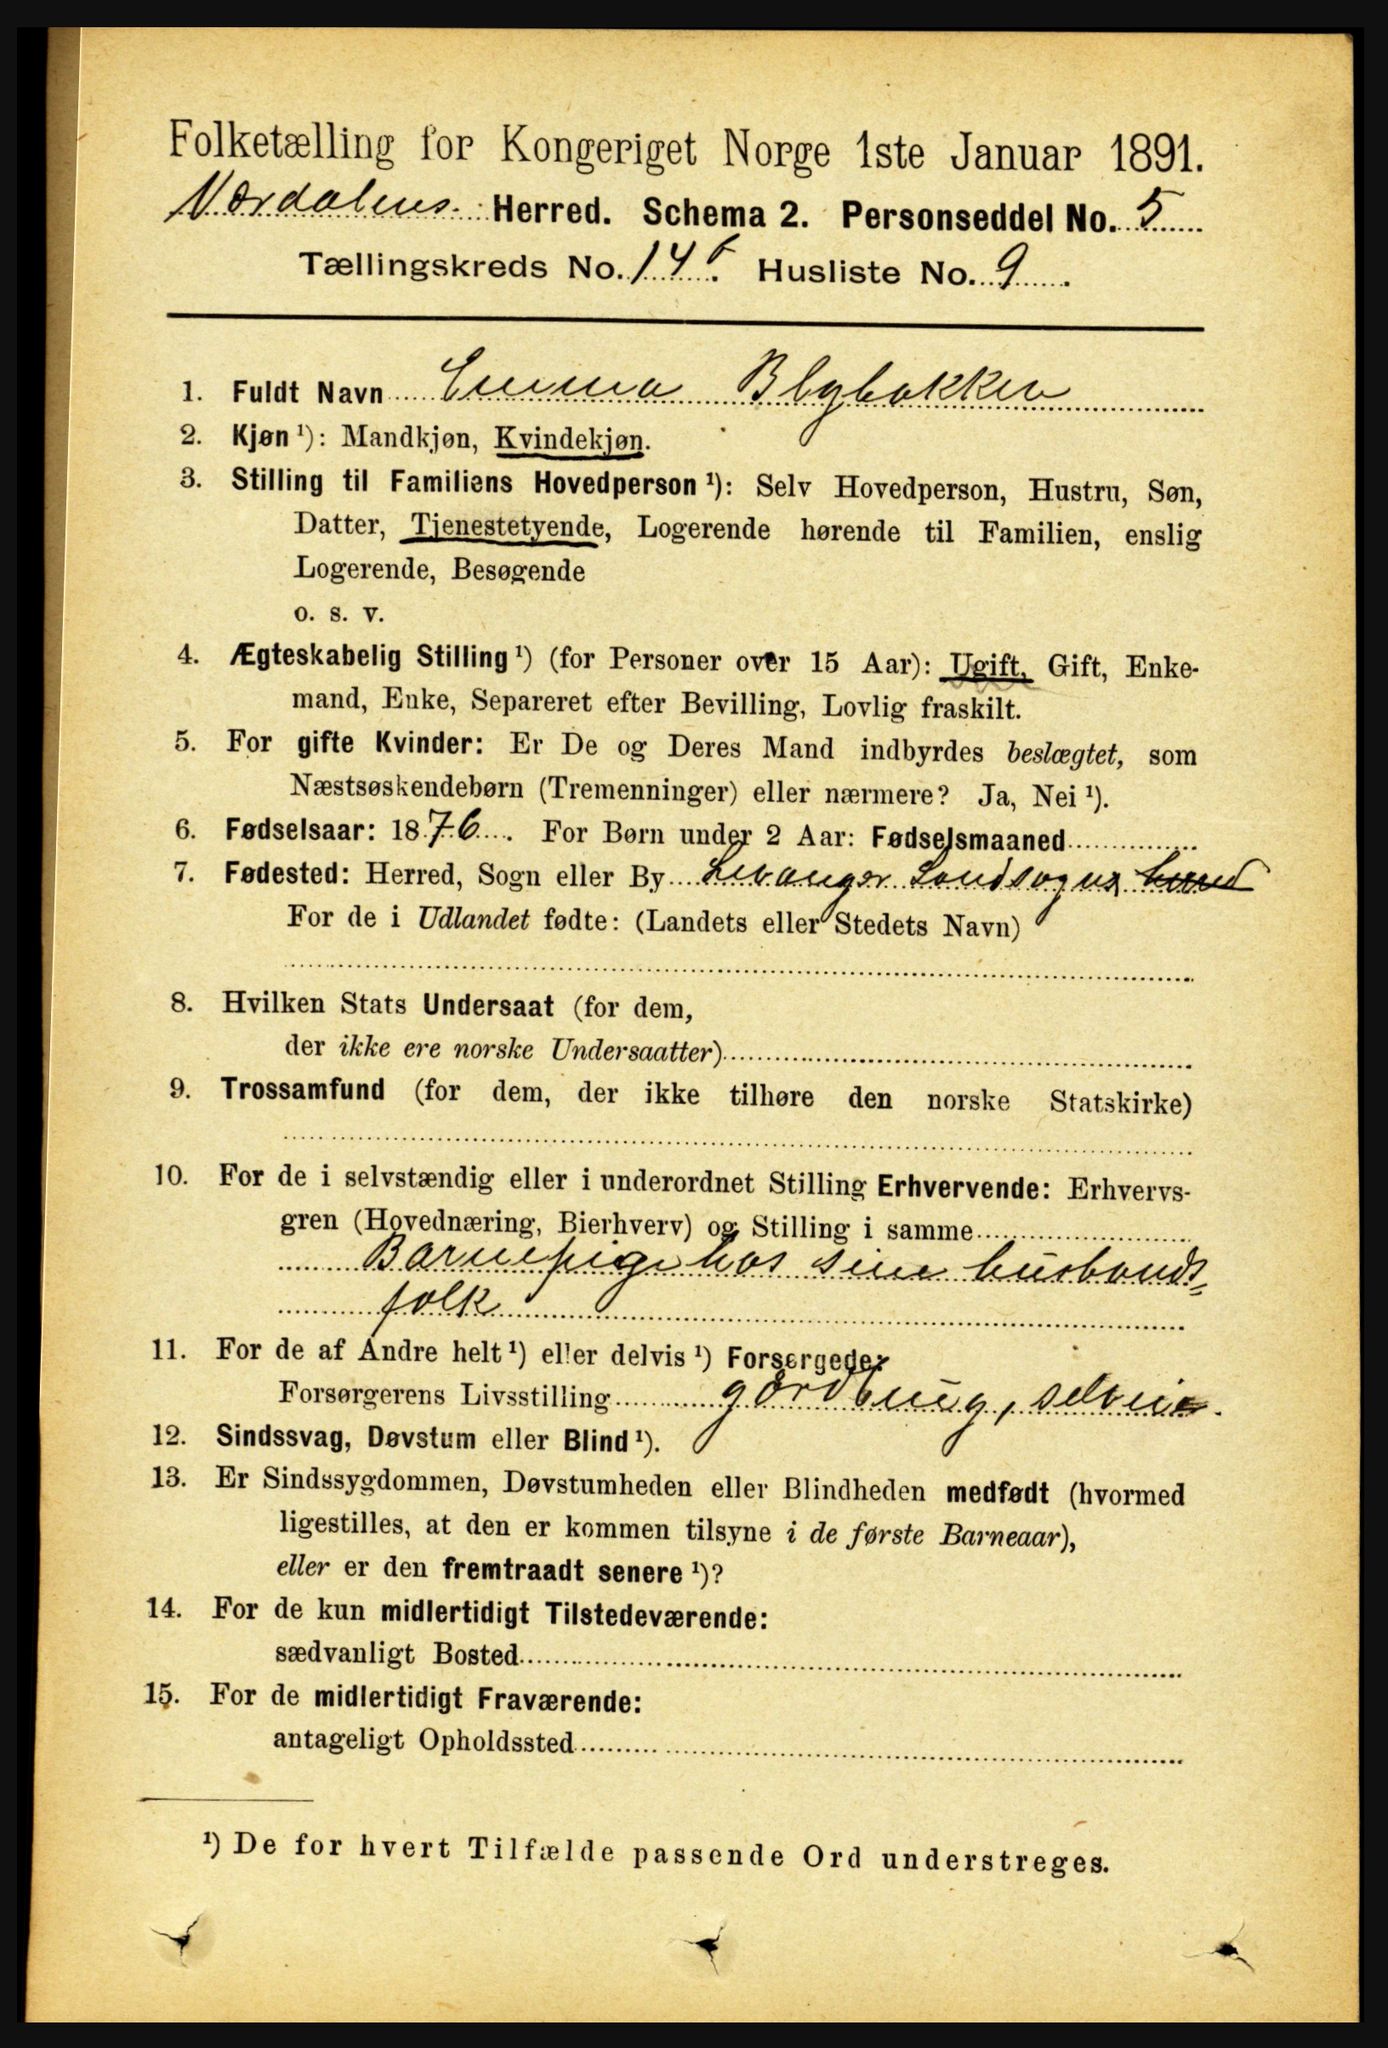 Folketælling for Kongeriget Norge 1ste Januar 1891.
Værdalens Herred. Schema 2. Personseddel No. 5
Tællingskreds No. 14 Husliste No. 9.
1. Fuldt Navn Emma Blybakken
2. Kjøn ¹): Mandkjøn, Kvindekjøn.
3. Stilling til Familiens Hovedperson ¹): Selv Hovedperson, Hustru, Søn,
Datter, Tjenestetyende, Logerende hørende til Familien, enslig
Logerende, Besøgende
o. s. v.
4. Ægteskabelig Stilling ¹) (for Personer over 15 Aar): Ugift, Gift, Enke-
mand, Enke, Separeret efter Bevilling, Lovlig fraskilt.
5. For gifte Kvinder: Er De og Deres Mand indbyrdes beslægtet, som
Næstsøskendebørn (Tremenninger) eller nærmere? Ja, Nei ¹).
6. Fødselsaar: 1876. For Børn under 2 Aar: Fødselsmaaned
7. Fødested: Herred, Sogn eller By Levanger Landsogns
For de i Udlandet fødte: (Landets eller Stedets Navn)
8. Hvilken Stats Undersaat (for dem,
der ikke ere norske Undersaatter)
9. Trossamfund (for dem, der ikke tilhøre den norske Statskirke)
10. For de i selvstændig eller i underordnet Stilling Erhvervende: Erhvervs-
gren (Hovednæring, Bierhverv) og Stilling i samme
Barnepige hos sine husbonds-
folk
11. For de af Andre helt ¹) eller delvis ¹) Forsørgede:
Forsørgerens Livsstilling gårdbrug, selveier.
12. Sindssvag, Døvstum eller Blind ¹).
13. Er Sindssygdommen, Døvstumheden eller Blindheden medfødt (hvormed
ligestilles, at den er kommen tilsyne i de første Barneaar),
eller er den fremtraadt senere ¹)?
14. For de kun midlertidigt Tilstedeværende:
sædvanligt Bosted
15. For de midlertidigt Fraværende:
antageligt Opholdssted
¹) De for hvert Tilfælde passende Ord understreges.